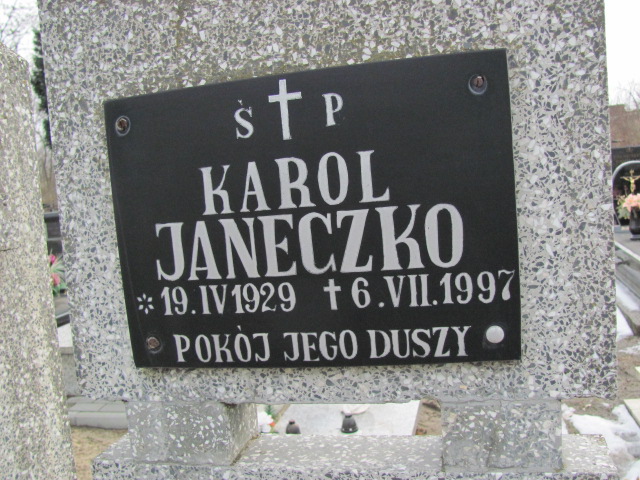 Ś † P
KAROL
JANECZKO
* 19.IV 1929 † 6.VII.1997
POKÓJ JEGO DUSZY